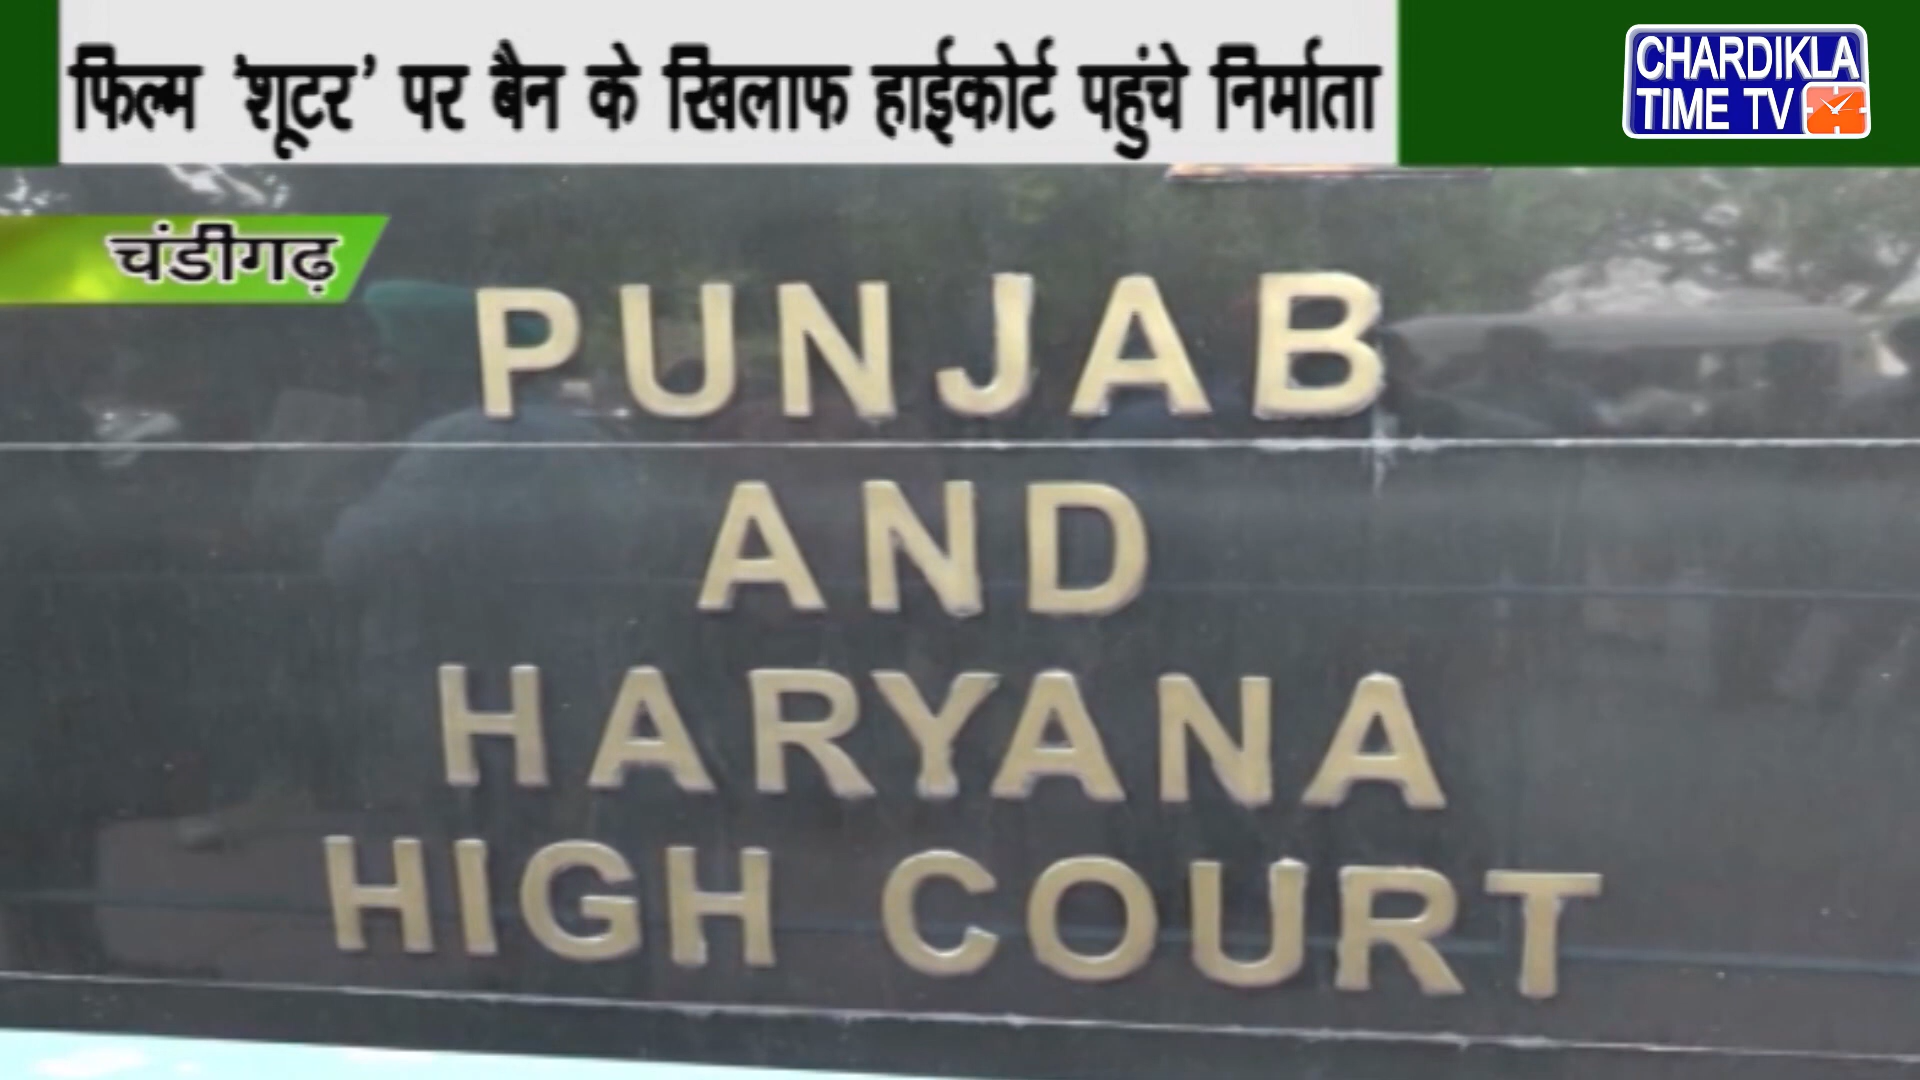 फिल्म 'शूटर' पर बैन के खिलाफ हाईकोर्ट पहुंचे निर्माता
CHARDIKLA
TIME TV
चंडीगढ़
PUNJAB
AND
HARYANA
HIGH COURT